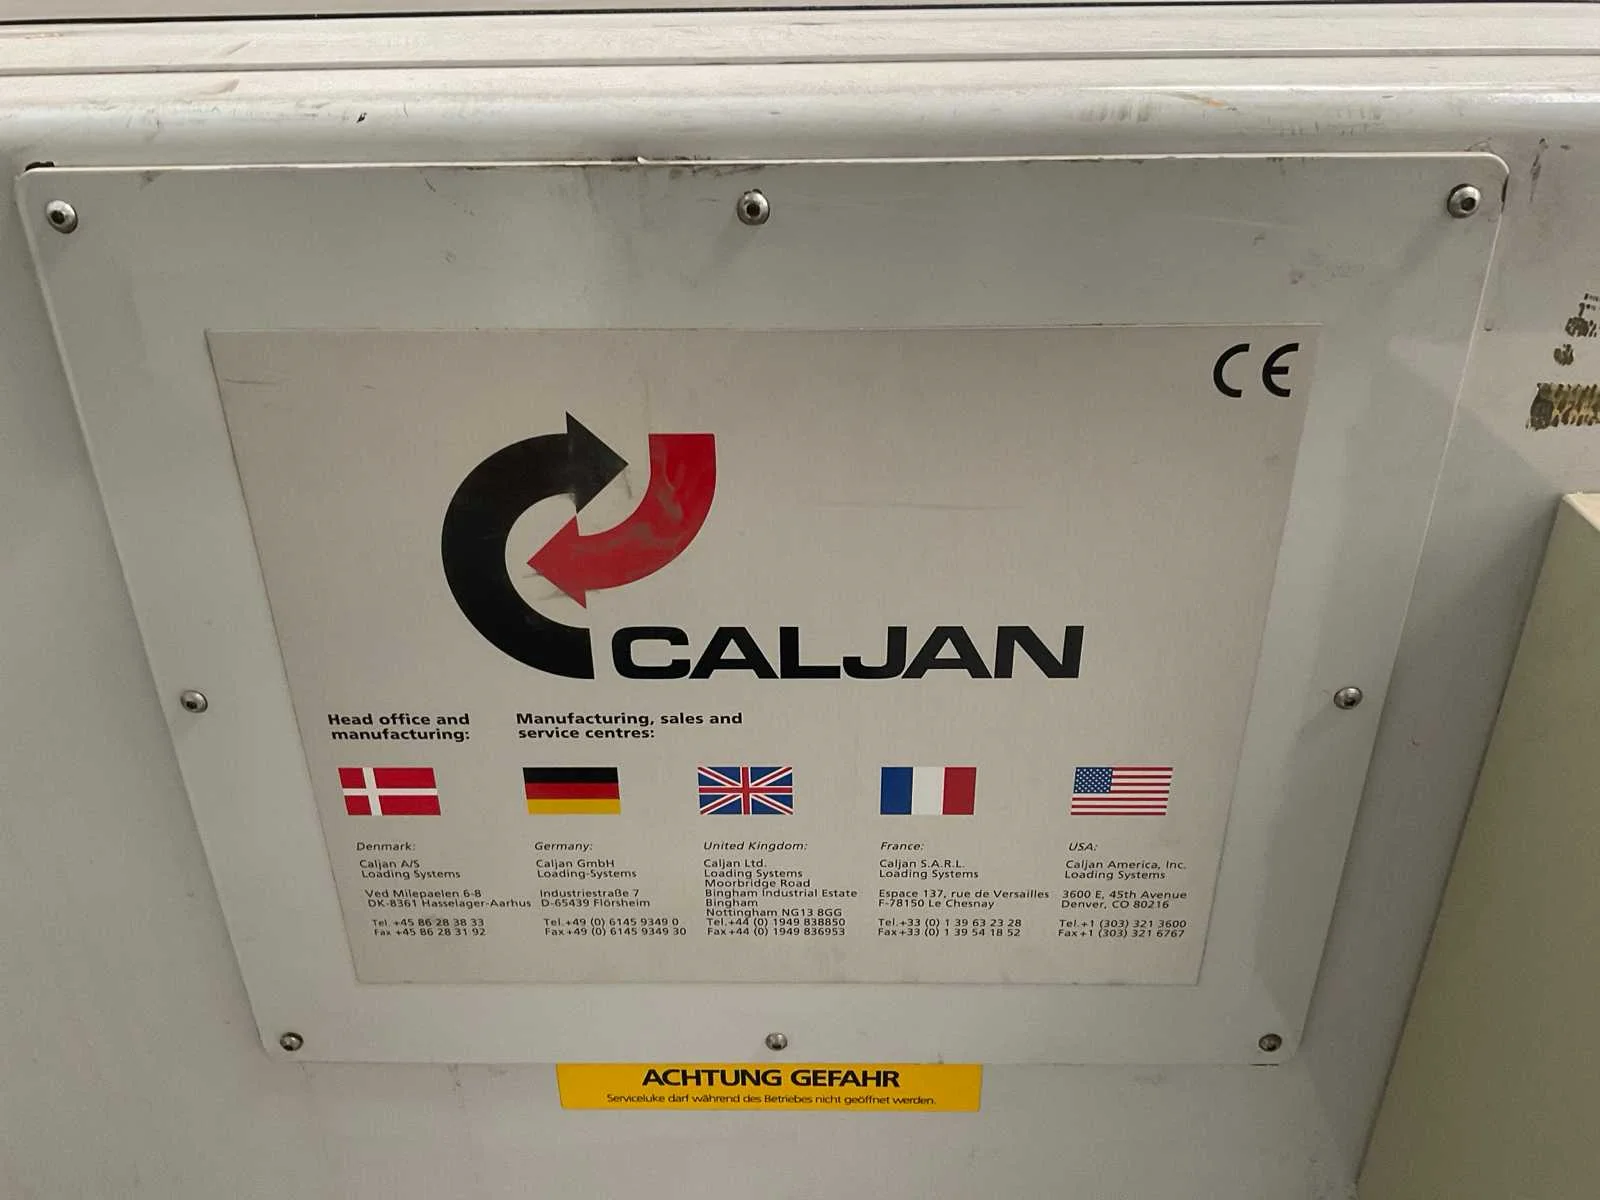 CE
CALJAN
Head office and
manufacturing:
Manufacturing, sales and
service centres:
Denmark:
Caljan A/S
Loading Systems
Ved Milepaelen 6-8
DK-8361 Hasselager-Aarhus
Tel. +45 86 28 38 33
Fax +45 86 28 31 92
Germany:
Caljan GmbH
Loading-Systems
Industriestraße 7
D-65439 Flörsheim
Tel.+49 (0) 6145 9349 0
Fax+49 (0) 6145 9349 30
United Kingdom:
Caljan Ltd.
Loading Systems
Moorbridge Road
Bingham Industrial Estate
Bingham
Nottingham NG13 8GG
Tel.+44 (0) 1949 838850
Fax+44 (0) 1949 836953
France:
Caljan S.A.R.L.
Loading Systems
Espace 137, rue de Versailles
F-78150 Le Chesnay
Tel.+33 (0) 1 39 63 23 28
Fax+33 (0) 1 39 54 18 52
USA:
Caljan America, Inc.
Loading Systems
3600 E, 45th Avenue
Denver, CO 80216
Tel.+1 (303) 321 3600
Fax+1 (303) 321 6767
ACHTUNG GEFAHR
Serviceluke darf während des Betriebes nicht geöffnet werden.